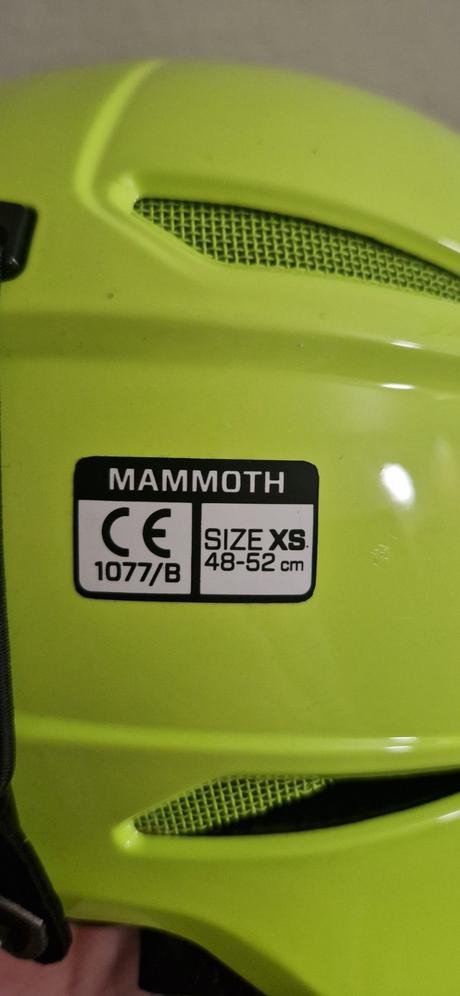 MAMMOTH
CE
1077/B
SIZE XS
48-52 cm